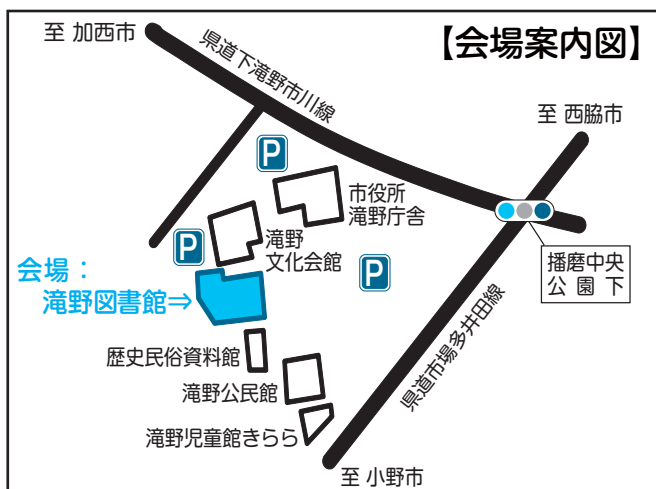 【会場案内図】
至 加西市
県道下滝野市川線
至 西脇市
P
市役所
滝野庁舎
P
滝野
文化会館
P
播磨中央
公園下
会場：
滝野図書館⇒
県道市場多井田線
歴史民俗資料館
滝野公民館
滝野児童館きらら
至 小野市